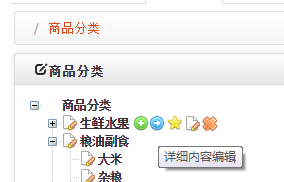 / 商品分类
商品分类
商品分类
生鲜水果
粮油副食
详细内容编辑
大米
杂粮